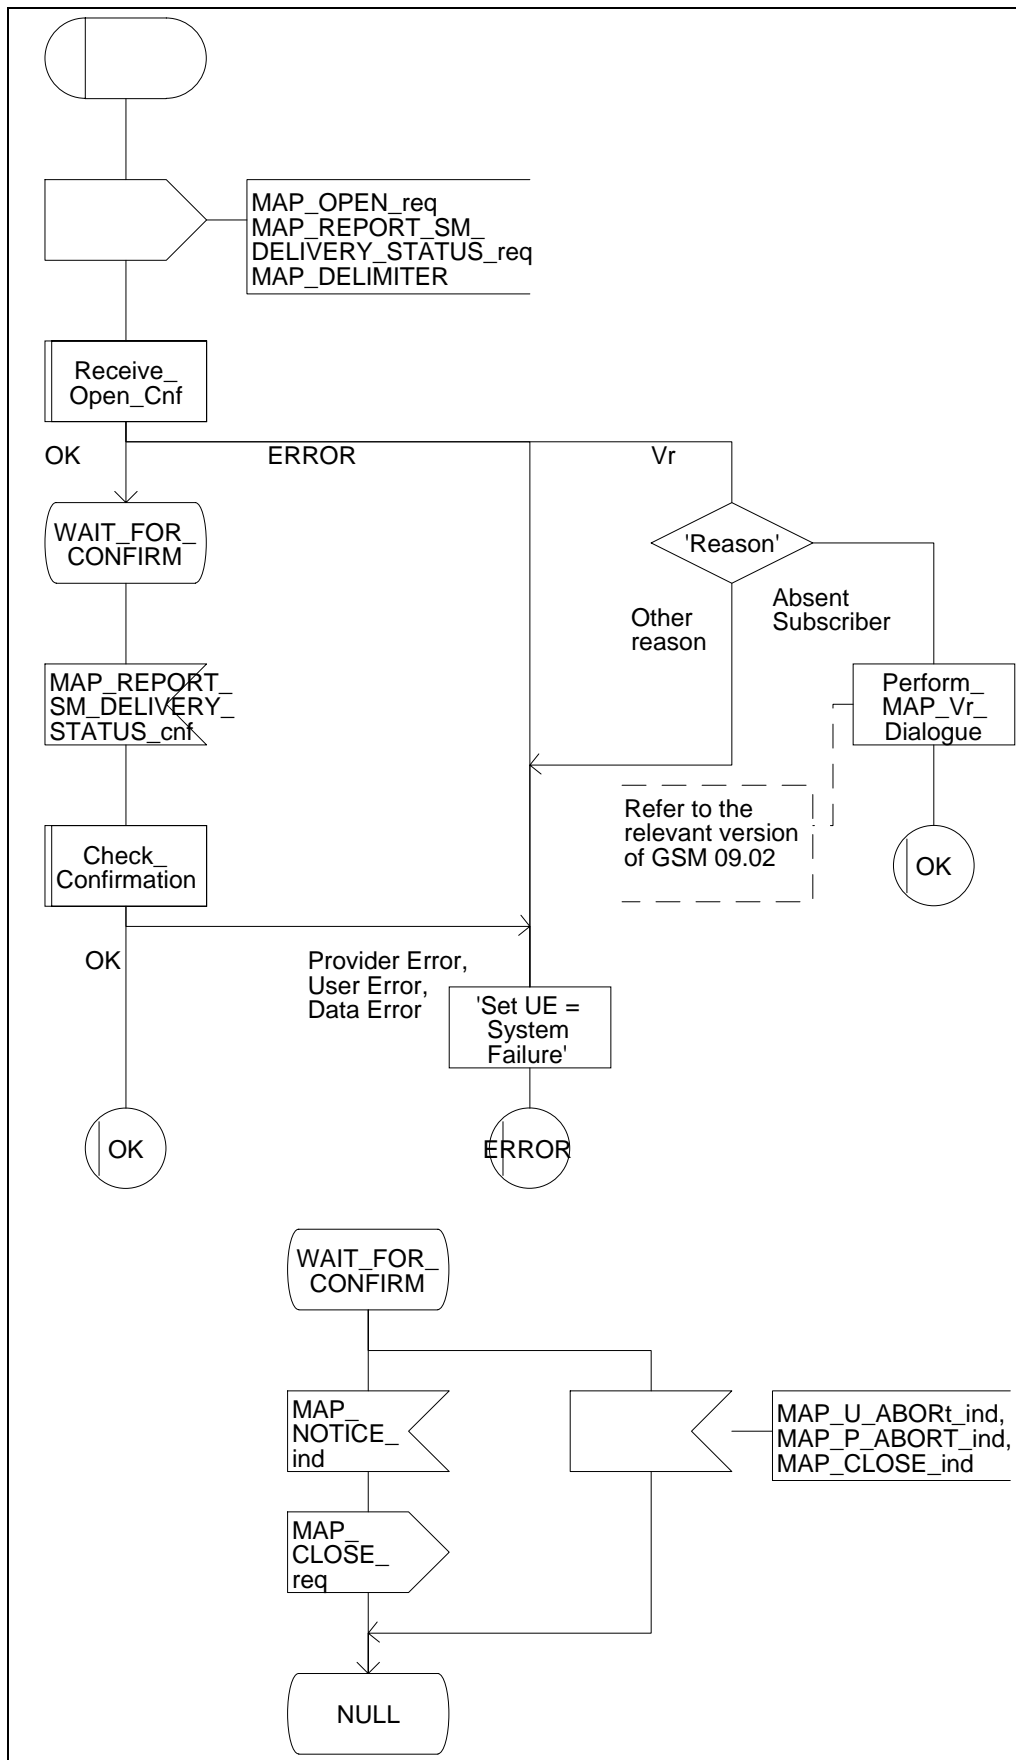 MAP_OPEN_req
MAP_REPORT_SM_
DELIVERY_STATUS_req
MAP_DELIMITER
Receive_
Open_Cnf
OK
ERROR
Vr
WAIT_FOR_
CONFIRM
'Reason'
Other
reason
Absent
Subscriber
MAP_REPORT_
SM_DELIVERY_
STATUS_cnf
Perform_
MAP_Vr_
Dialogue
Refer to the
relevant version
of GSM 09.02
Check_
Confirmation
OK
OK
Provider Error,
User Error,
Data Error
'Set UE =
System
Failure'
OK
ERROR
WAIT_FOR_
CONFIRM
MAP_
NOTICE_
ind
MAP_U_ABORt_ind,
MAP_P_ABORT_ind,
MAP_CLOSE_ind
MAP_
CLOSE_
req
NULL